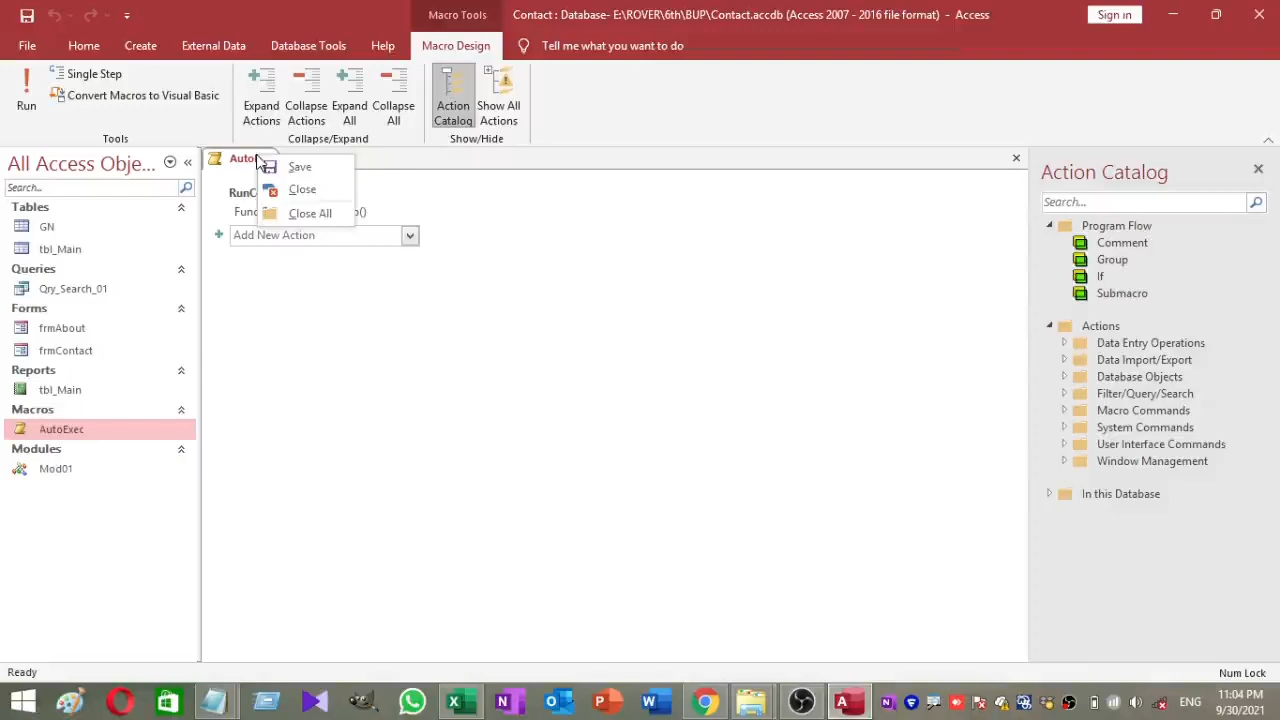 Macro Tools
Contact : Database- E:\ROVER\6th\BUP\Contact.accdb (Access 2007 - 2016 file format) - Access
Sign in
File
Home
Create
External Data
Database Tools
Help
Macro Design
Tell me what you want to do
Run
Single Step
Convert Macros to Visual Basic
Tools
Expand Actions
Collapse Actions
Expand All
Collapse All
Collapse/Expand
Action Catalog
Show All Actions
Show/Hide
All Access Obje...
Search...
Tables
GN
tbl_Main
Queries
Qry_Search_01
Forms
frmAbout
frmContact
Reports
tbl_Main
Macros
AutoExec
Modules
Mod01
Save
Close
Close All
Add New Action
Action Catalog
Search...
Program Flow
Comment
Group
If
Submacro
Actions
Data Entry Operations
Data Import/Export
Database Objects
Filter/Query/Search
Macro Commands
System Commands
User Interface Commands
Window Management
In this Database
Ready
Num Lock
ENG
11:04 PM
9/30/2021